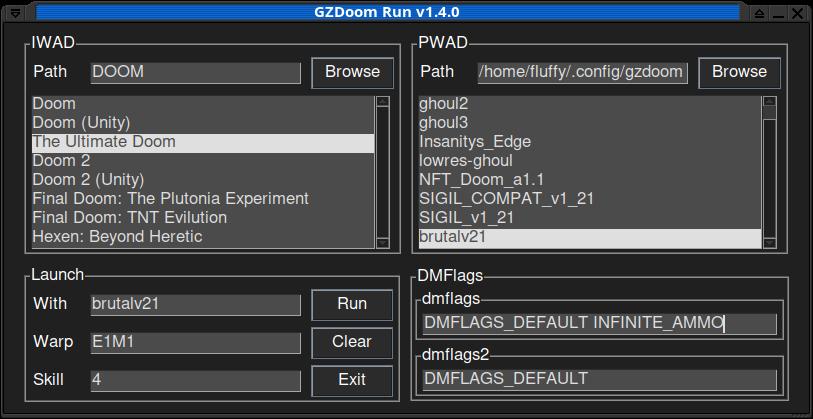 GZDoom Run v1.4.0
IWAD
Path DOOM Browse
Doom
Doom (Unity)
The Ultimate Doom
Doom 2
Doom 2 (Unity)
Final Doom: The Plutonia Experiment
Final Doom: TNT Evilution
Hexen: Beyond Heretic
PWAD
Path /home/fluffy/.config/gzdoom Browse
ghoul2
ghoul3
Insanitys_Edge
lowres-ghoul
NFT_Doom_a1.1
SIGIL_COMPAT_v1_21
SIGIL_v1_21
brutalv21
Launch
With brutalv21 Run
Warp E1M1 Clear
Skill 4 Exit
DMFlags
dmflags
DMFLAGS_DEFAULT INFINITE_AMMO
dmflags2
DMFLAGS_DEFAULT